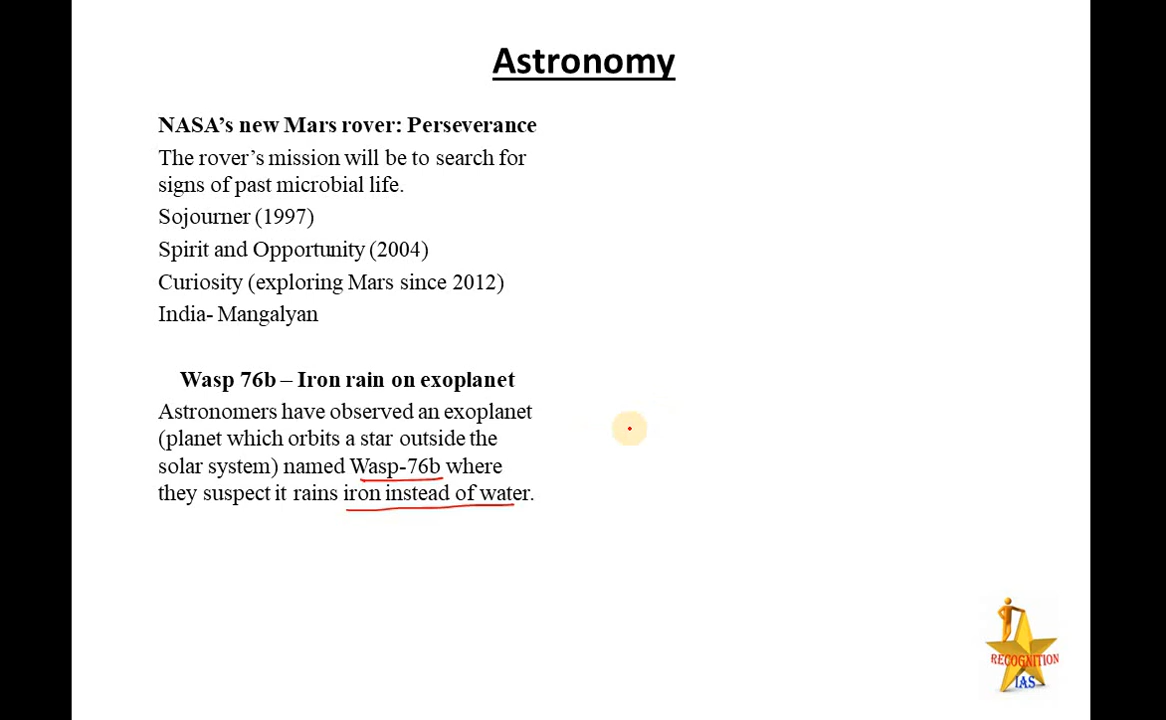 Astronomy
NASA’s new Mars rover: Perseverance
The rover’s mission will be to search for
signs of past microbial life.
Sojourner (1997)
Spirit and Opportunity (2004)
Curiosity (exploring Mars since 2012)
India- Mangalyan
Wasp 76b – Iron rain on exoplanet
Astronomers have observed an exoplanet
(planet which orbits a star outside the
solar system) named Wasp-76b where
they suspect it rains iron instead of water.
RECOGNITION
IAS